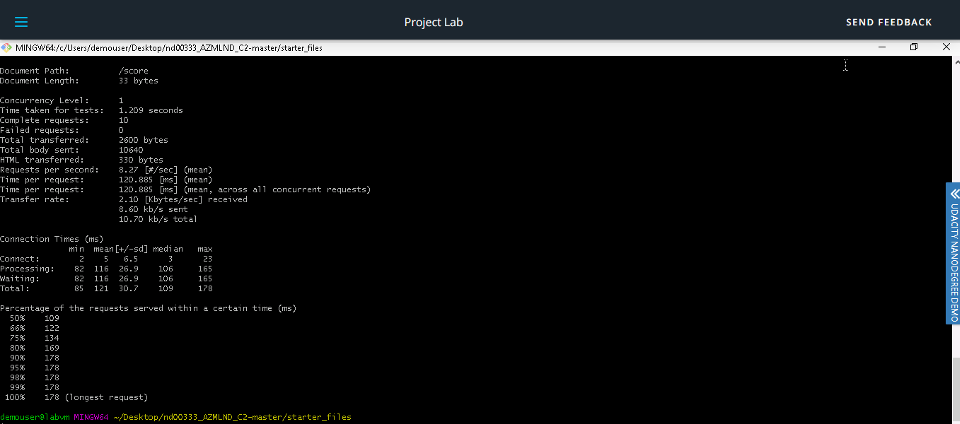 Project Lab
SEND FEEDBACK
MINGW64:/c/Users/demouser/Desktop/nd00333_AZMLND_C2-master/starter_files
Document Path: /score
Document Length: 33 bytes
Concurrency Level: 1
Time taken for tests: 1.209 seconds
Complete requests: 10
Failed requests: 0
Total transferred: 2600 bytes
Total body sent: 10640
HTML transferred: 330 bytes
Requests per second: 8.27 [#/sec] (mean)
Time per request: 120.885 [ms] (mean)
Time per request: 120.885 [ms] (mean, across all concurrent requests)
Transfer rate: 2.10 [Kbytes/sec] received
8.60 kb/s sent
10.70 kb/s total
Connection Times (ms)
min mean[+/-sd] median max
Connect: 2 5 6.5 3 23
Processing: 82 116 26.9 106 165
Waiting: 82 116 26.9 106 165
Total: 85 121 30.7 109 178
Percentage of the requests served within a certain time (ms)
50% 109
66% 122
75% 134
80% 169
90% 178
95% 178
98% 178
99% 178
100% 178 (longest request)
demouser@labvm MINGW64 ~/Desktop/nd00333_AZMLND_C2-master/starter_files
UDACITY NANODEGREE DEMO